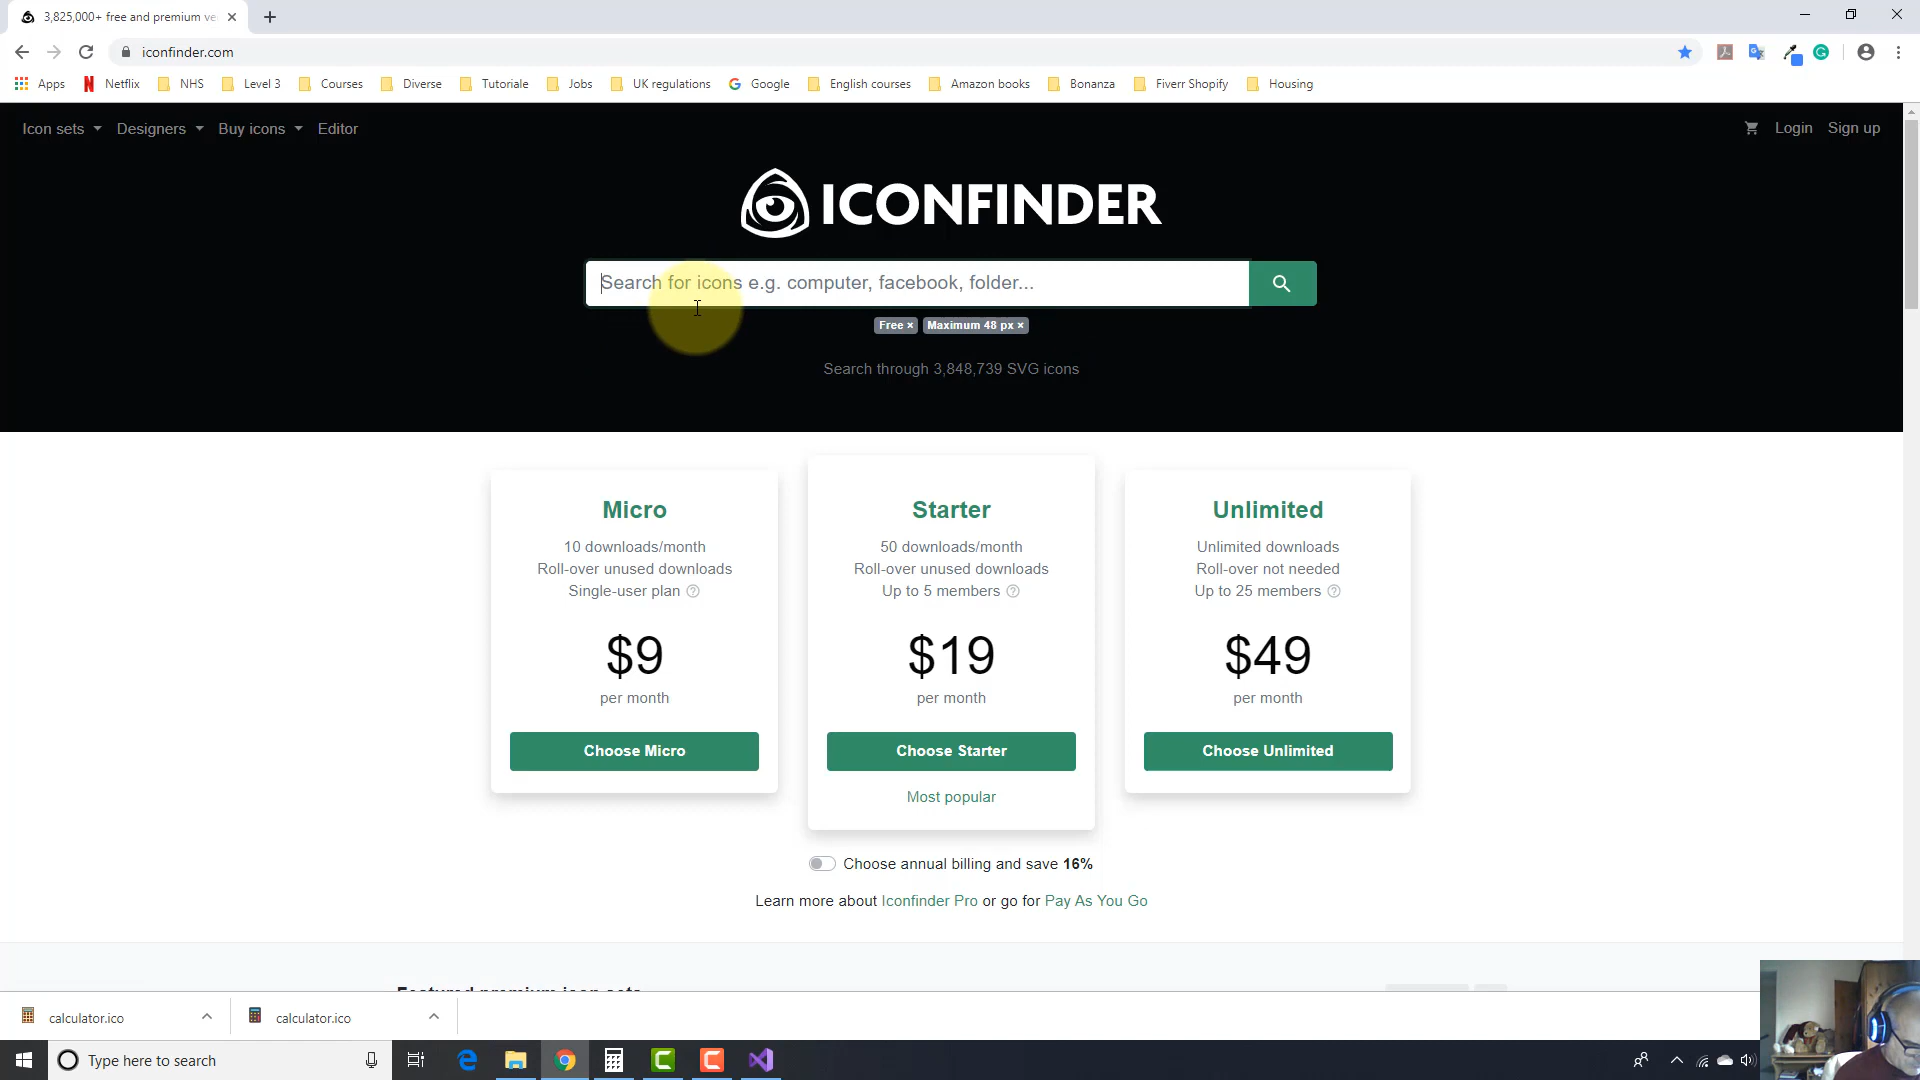 3,825,000+ free and premium ve
iconfinder.com
Apps Netflix NHS Level 3 Courses Diverse Tutoriale Jobs UK regulations Google English courses Amazon books Bonanza Fiverr Shopify Housing
Icon sets Designers Buy icons Editor Login Sign up
ICONFINDER
Search for icons e.g. computer, facebook, folder...
Free × Maximum 48 px ×
Search through 3,848,739 SVG icons
Micro
10 downloads/month
Roll-over unused downloads
Single-user plan
$9
per month
Choose Micro
Starter
50 downloads/month
Roll-over unused downloads
Up to 5 members
$19
per month
Choose Starter
Most popular
Unlimited
Unlimited downloads
Roll-over not needed
Up to 25 members
$49
per month
Choose Unlimited
Choose annual billing and save 16%
Learn more about Iconfinder Pro or go for Pay As You Go
Featured premium icon sets
calculator.ico calculator.ico
Type here to search